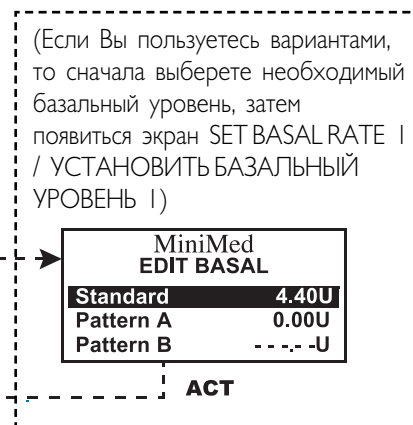 (Если Вы пользуетесь вариантами,
то сначала выберете необходимый
базальный уровень, затем
появиться экран SET BASAL RATE 1
/ УСТАНОВИТЬ БАЗАЛЬНЫЙ
УРОВЕНЬ 1)
MiniMed
EDIT BASAL
Standard 4.40U
Pattern A 0.00U
Pattern B - - -.- -U
ACT